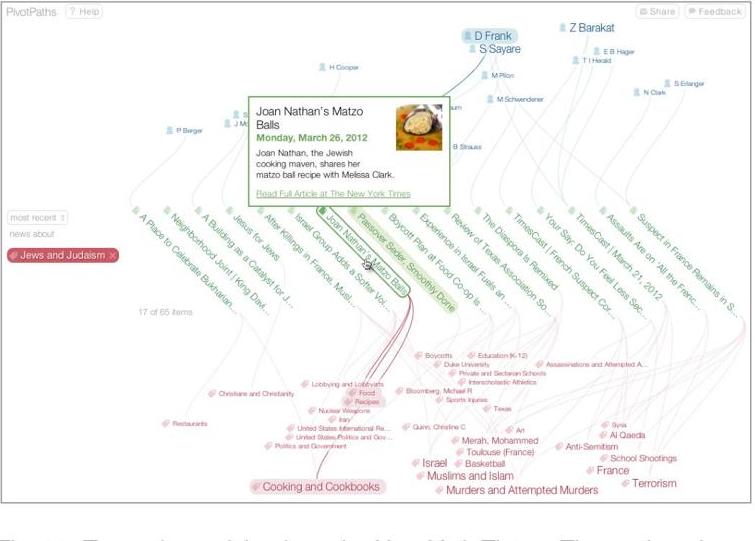 PivotPaths
? Help
Share
Feedback
Z Barakat
D Frank
S Sayare
E B Hager
T I Herald
H Cooper
M Pilon
S Erlanger
N Clark
M Schwendener
P Berger
B Strauss
Joan Nathan's Matzo Balls
Monday, March 26, 2012
Joan Nathan, the Jewish
cooking maven, shares her
matzo ball recipe with Melissa Clark.
Read Full Article at The New York Times
most recent
news about
Jews and Judaism ×
17 of 65 items
A Place to Celebrate Bukharian...
Neighborhood Joint | King Davi...
A Building as a Catalyst for J...
Jesus for Jews
After Killings in France, Musl...
Israel Group Adds a Softer Voi...
Joan Nathan's Matzo Balls
Passover Seder, Smoothly Done
Boycott Plan at Food Co-op Is ...
Experience in Israel Fuels an ...
Review of Texas Association So...
The Diaspora Is Remixed
TimesCast | French Suspect Cor...
Your Say: Do You Feel Less Sec...
TimesCast | March 21, 2012
Assaults Are on 'All the Frenc...
Suspect in France Remains in S...
Boycotts
Education (K-12)
Duke University
Assassinations and Attempted A...
Private and Sectarian Schools
Interscholastic Athletics
Lobbying and Lobbyists
Food
Bloomberg, Michael R
Christians and Christianity
Recipes
Sports Injuries
Nuclear Weapons
Texas
Iran
Restaurants
United States International Re...
Quinn, Christine C
Art
Syria
United States Politics and Gov...
Merah, Mohammed
Al Qaeda
Politics and Government
Toulouse (France)
Anti-Semitism
Israel
Basketball
School Shootings
Muslims and Islam
France
Cooking and Cookbooks
Murders and Attempted Murders
Terrorism